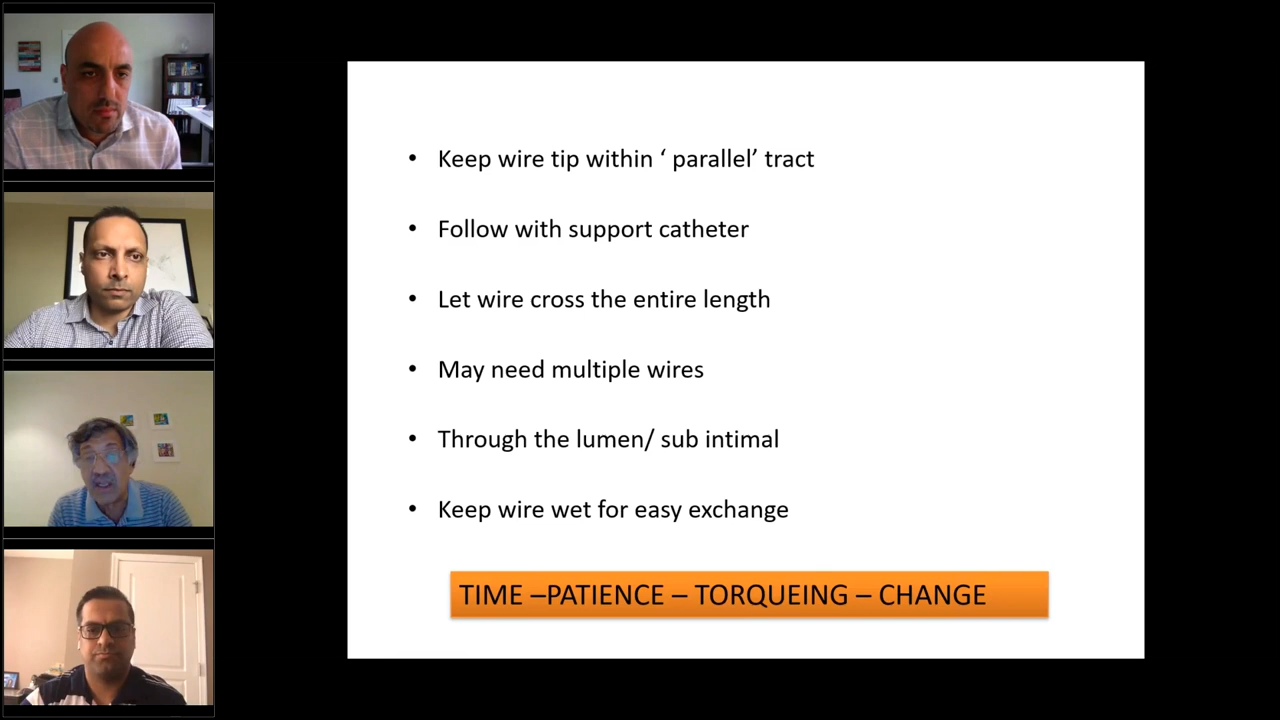 • Keep wire tip within ‘ parallel’ tract
• Follow with support catheter
• Let wire cross the entire length
• May need multiple wires
• Through the lumen/ sub intimal
• Keep wire wet for easy exchange
TIME –PATIENCE – TORQUEING – CHANGE